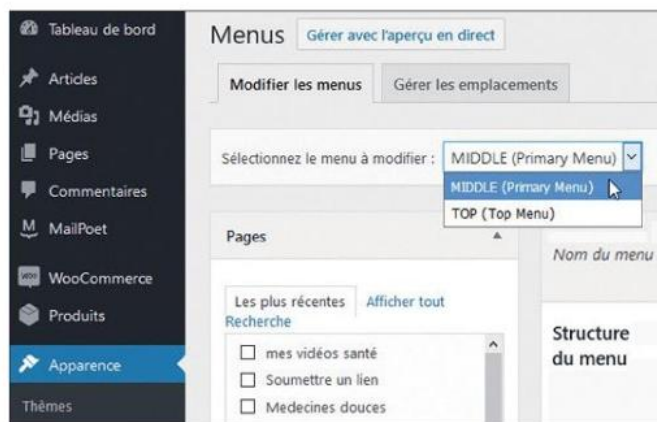 Tableau de bord
Articles
Médias
Pages
Commentaires
M MailPoet
woo WooCommerce
Produits
Apparence
Thèmes
Menus Gérer avec l'aperçu en direct
Modifier les menus Gérer les emplacements
Sélectionnez le menu à modifier : MIDDLE (Primary Menu)
MIDDLE (Primary Menu)
TOP (Top Menu)
Pages
Nom du menu
Les plus récentes Afficher tout
Recherche
mes vidéos santé
Soumettre un lien
Medecines douces
Structure
du menu